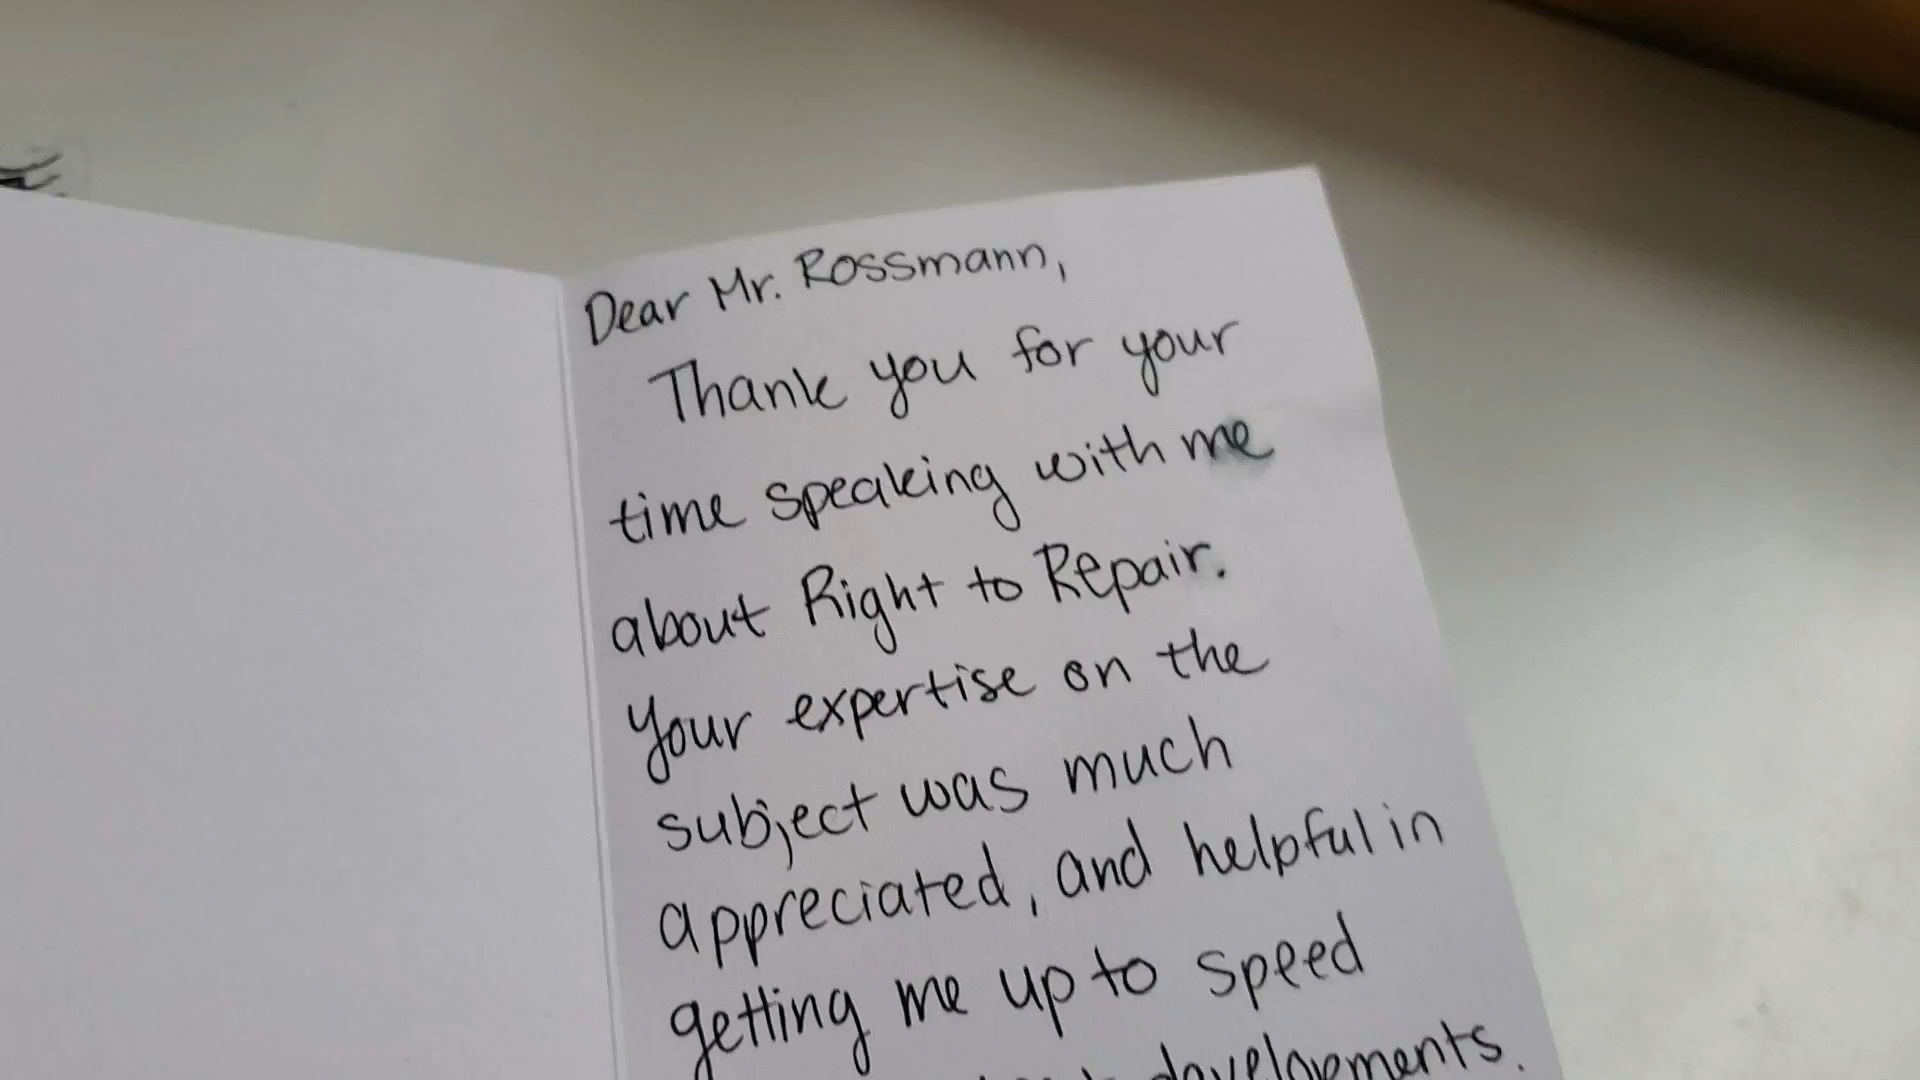 Dear Mr. Rossmann,
Thank you for your
time speaking with me
about Right to Repair.
Your expertise on the
subject was much
appreciated, and helpful in
getting me up to speed
developments.